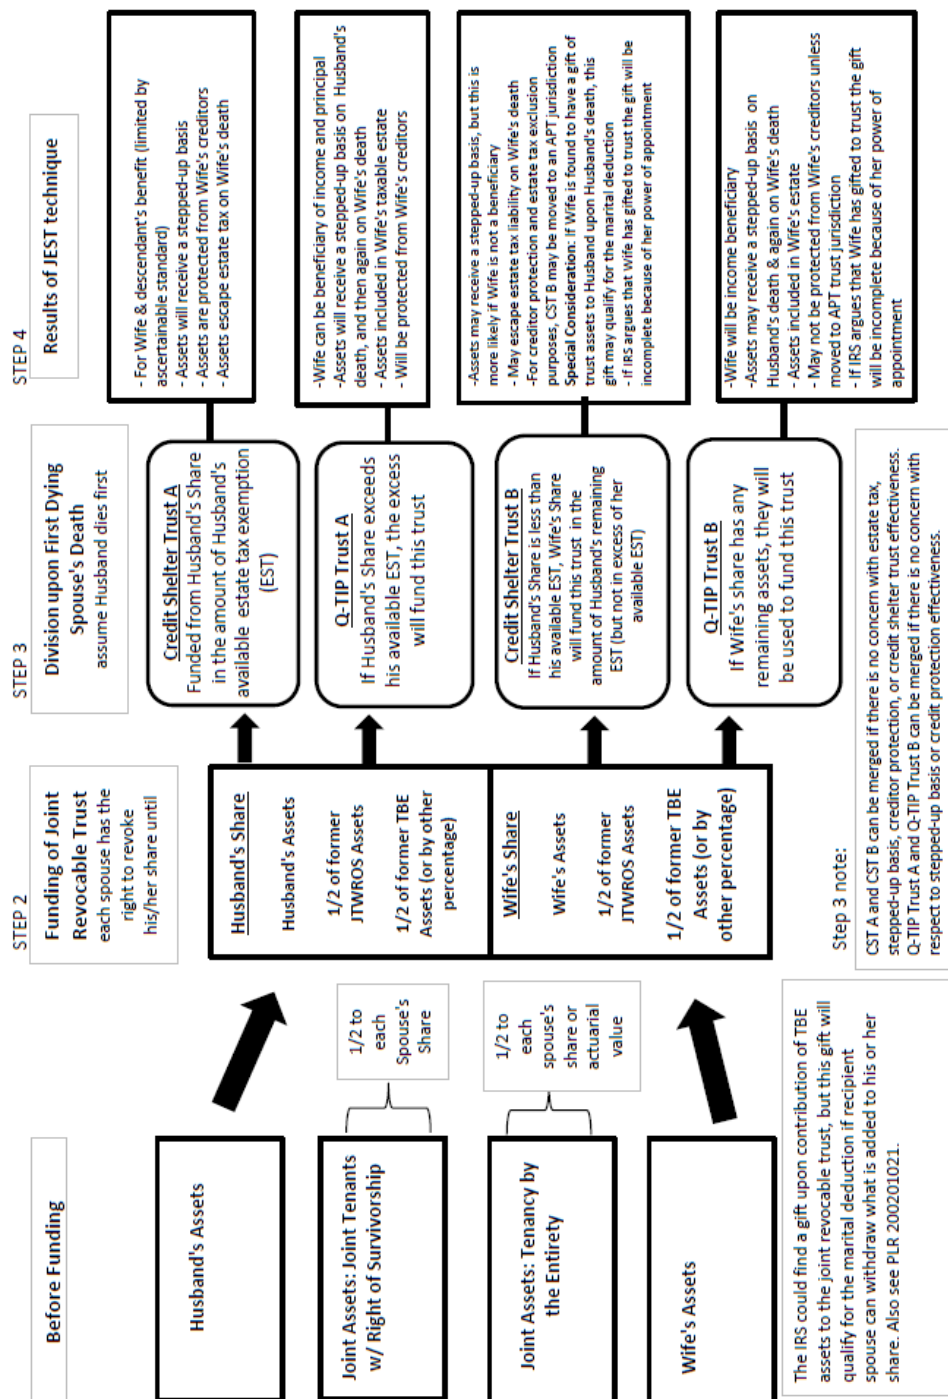 Before Funding
Husband's Assets
Joint Assets: Joint Tenants
w/ Right of Survivorship
Joint Assets: Tenancy by
the Entirety
Wife's Assets
The IRS could find a gift upon contribution of TBE
assets to the joint revocable trust, but this gift will
qualify for the marital deduction if recipient
spouse can withdraw what is added to his or her
share. Also see PLR 200201021.
1/2 to
each
Spouse's
Share
1/2 to
each
spouse's
share or
actuarial
value
STEP 2
Funding of Joint
Revocable Trust
each spouse has the
right to revoke
his/her share until
Husband's Share
Husband's Assets
1/2 of former
JTWROS Assets
1/2 of former TBE
Assets (or by other
percentage)
Wife's Share
Wife's Assets
1/2 of former
JTWROS Assets
1/2 of former TBE
Assets (or by
other percentage)
STEP 3
Division upon First Dying
Spouse's Death
assume Husband dies first
Credit Shelter Trust A
Funded from Husband's Share
in the amount of Husband's
available estate tax exemption
(EST)
Q-TIP Trust A
If Husband's Share exceeds
his available EST, the excess
will fund this trust
Credit Shelter Trust B
If Husband's Share is less than
his available EST, Wife's Share
will fund this trust in the
amount of Husband's remaining
EST (but not in excess of her
available EST)
Q-TIP Trust B
If Wife's share has any
remaining assets, they will
be used to fund this trust
Step 3 note:
CST A and CST B can be merged if there is no concern with estate tax,
stepped-up basis, creditor protection, or credit shelter trust effectiveness.
Q-TIP Trust A and Q-TIP Trust B can be merged if there is no concern with
respect to stepped-up basis or credit protection effectiveness.
STEP 4
Results of JEST technique
- For Wife & descendant's benefit (limited by
ascertainable standard)
- Assets will receive a stepped-up basis
- Assets are protected from Wife's creditors
- Assets escape estate tax on Wife's death
-Wife can be beneficiary of income and principal
-Assets will receive a stepped-up basis on Husband's
death, and then again on Wife's death
- Assets included in Wife's taxable estate
- Will be protected from Wife's creditors
-Assets may receive a stepped-up basis, but this is
more likely if Wife is not a beneficiary
- May escape estate tax liability on Wife's death
-For creditor protection and estate tax exclusion
purposes, CST B may be moved to an APT jurisdiction
Special Consideration: If Wife is found to have a gift of
trust assets to Husband upon Husband's death, this
gift may qualify for the marital deduction
- If IRS argues that Wife has gifted to trust the gift will be
incomplete because of her power of appointment
-Wife will be income beneficiary
-Assets may receive a stepped-up basis on
Husband's death & again on Wife's death
- Assets included in Wife's estate
- May not be protected from Wife's creditors unless
moved to APT trust jurisdiction
- If IRS argues that Wife has gifted to trust the gift
will be incomplete because of her power of
appointment